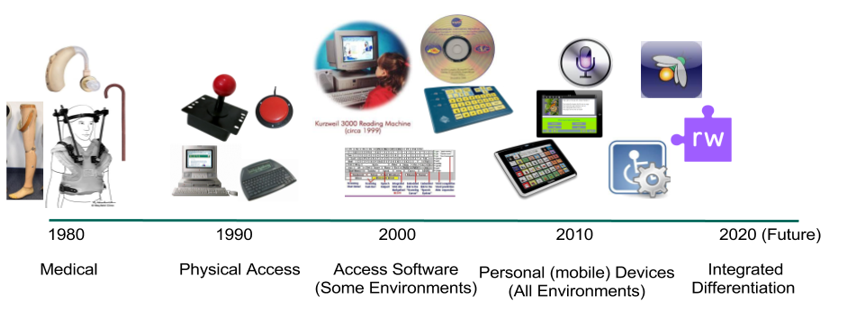 Kurzweil 3000 Reading Machine
(circa 1999)
rw
1980
1990
2000
2010
2020 (Future)
Medical
Physical Access
Access Software
(Some Environments)
Personal (mobile) Devices
(All Environments)
Integrated
Differentiation